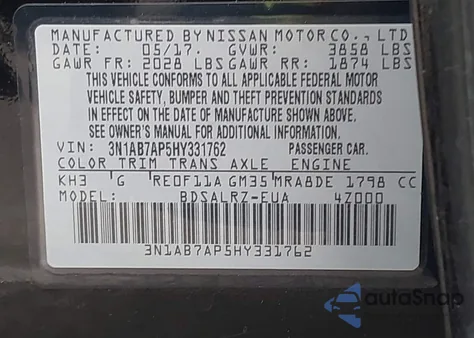 MANUFACTURED BY NISSAN MOTOR CO., LTD
DATE: 05/17. GVWR: 3858 LBS
GAWR FR: 2028 LBS GAWR RR: 1874 LBS
THIS VEHICLE CONFORMS TO ALL APPLICABLE FEDERAL MOTOR
VEHICLE SAFETY, BUMPER AND THEFT PREVENTION STANDARDS
IN EFFECT ON THE DATE OF MANUFACTURE SHOWN ABOVE.
SEE OWNER'S MANUAL FOR ADDITIONAL INFORMATION.
VIN: 3N1AB7AP5HY331762 PASSENGER CAR.
COLOR TRIM TRANS AXLE ENGINE
KH3 G RE0F11A GM35 MRA8DE 1798 CC
BDSALRZ-EUA 4Z000
3N1AB7AP5HY331762
autoSnap